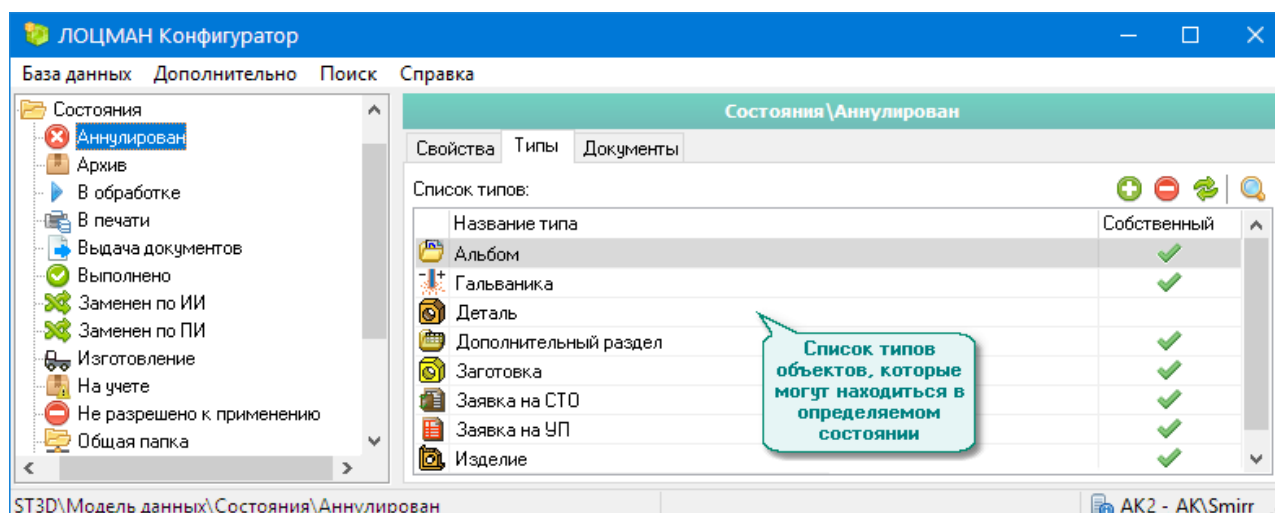 ЛОЦМАН Конфигуратор
База данных Дополнительно Поиск Справка
Состояния
Аннулирован
Архив
В обработке
В печати
Выдача документов
Выполнено
Заменен по ИИ
Заменен по ПИ
Изготовление
На учете
Не разрешено к применению
Общая папка
Состояния\Аннулирован
Свойства Типы Документы
Список типов:
Название типа Собственный
Альбом
Гальваника
Деталь
Дополнительный раздел
Заготовка
Заявка на СТО
Заявка на УП
Изделие
Список типов
объектов, которые
могут находиться в
определяемом
состоянии
ST3D\Модель данных\Состояния\Аннулирован
AK2 - AK\Smirr